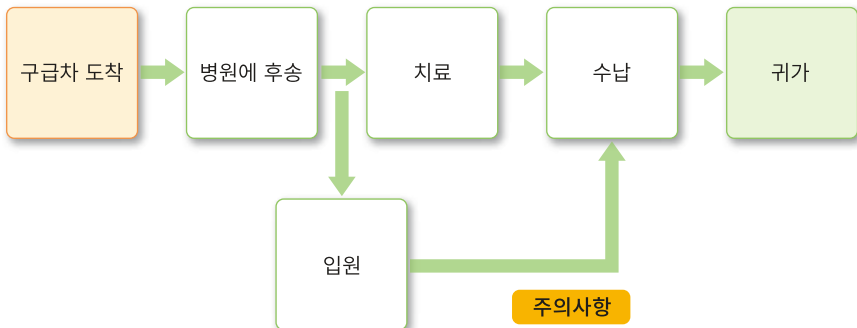 구급차 도착
병원에 후송
치료
수납
귀가
입원
주의사항